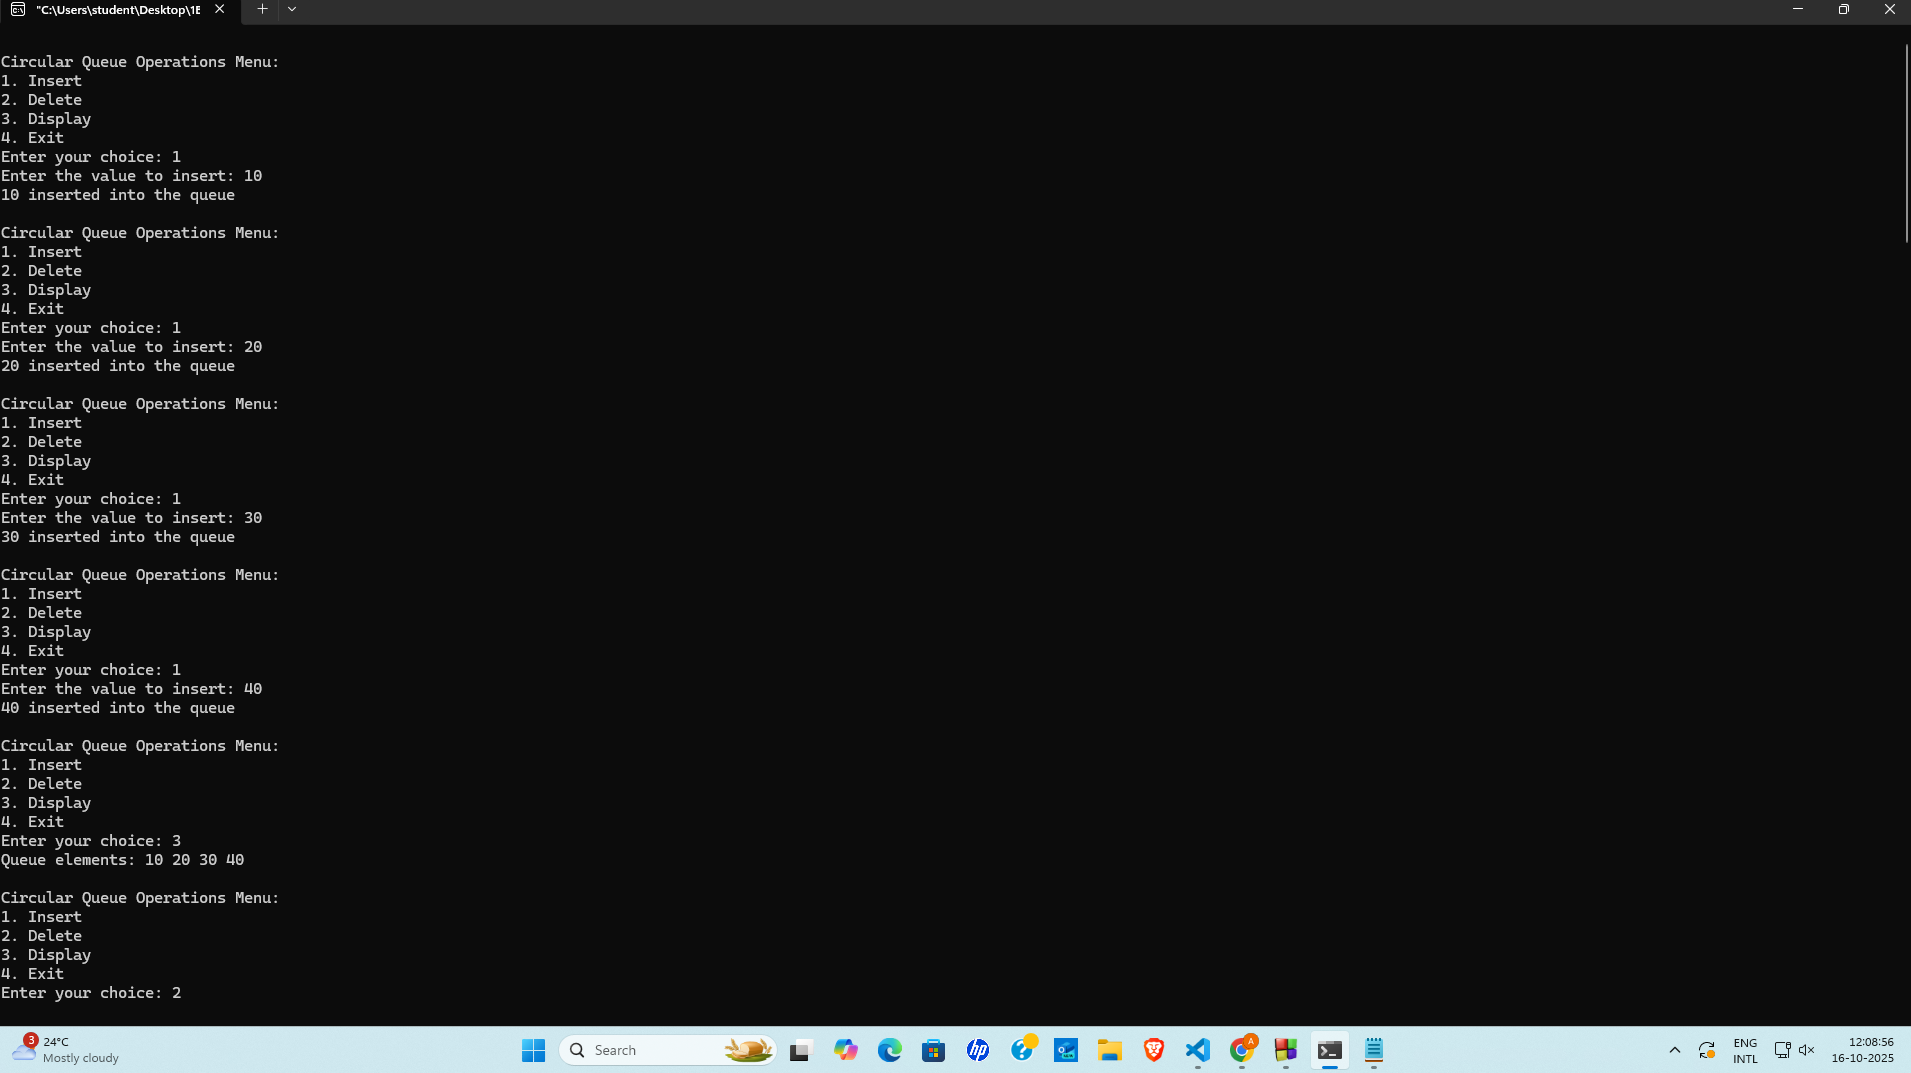 "C:\Users\student\Desktop\1E
Circular Queue Operations Menu:
1. Insert
2. Delete
3. Display
4. Exit
Enter your choice: 1
Enter the value to insert: 10
10 inserted into the queue
Circular Queue Operations Menu:
1. Insert
2. Delete
3. Display
4. Exit
Enter your choice: 1
Enter the value to insert: 20
20 inserted into the queue
Circular Queue Operations Menu:
1. Insert
2. Delete
3. Display
4. Exit
Enter your choice: 1
Enter the value to insert: 30
30 inserted into the queue
Circular Queue Operations Menu:
1. Insert
2. Delete
3. Display
4. Exit
Enter your choice: 1
Enter the value to insert: 40
40 inserted into the queue
Circular Queue Operations Menu:
1. Insert
2. Delete
3. Display
4. Exit
Enter your choice: 3
Queue elements: 10 20 30 40
Circular Queue Operations Menu:
1. Insert
2. Delete
3. Display
4. Exit
Enter your choice: 2
3
24°C
Mostly cloudy
Search
hp
A
ENG
INTL
12:08:56
16-10-2025